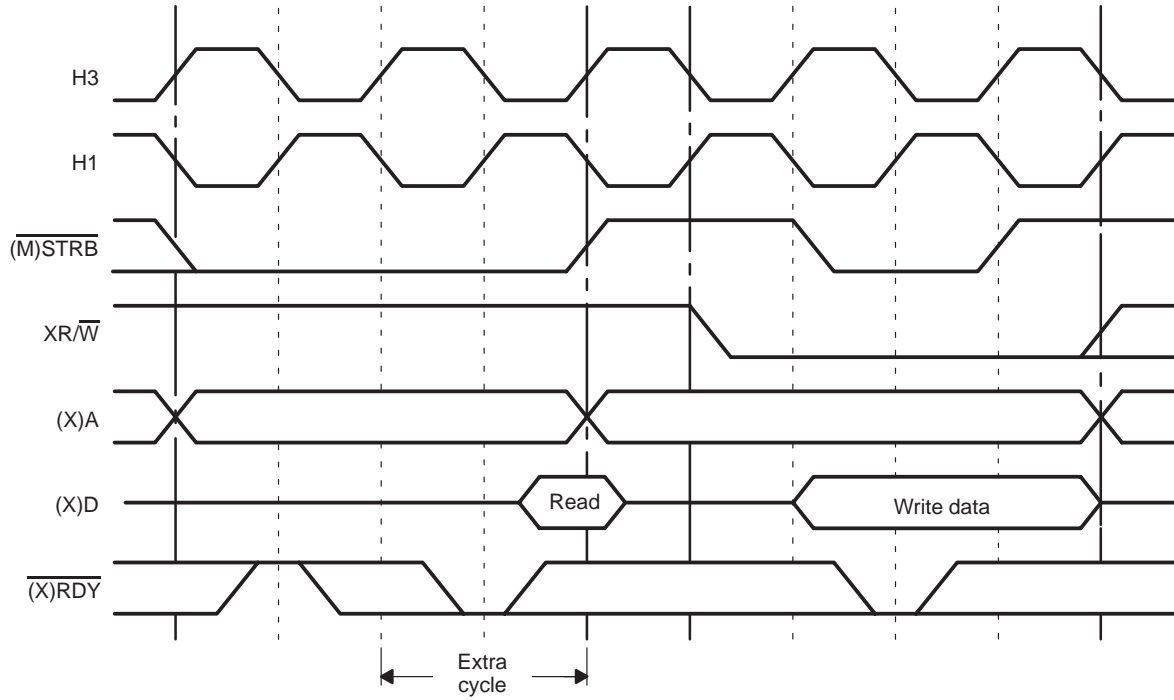 H3
H1
(M)STRB
XR/W
(X)A
(X)D
Read
Write data
(X)RDY
Extra
cycle